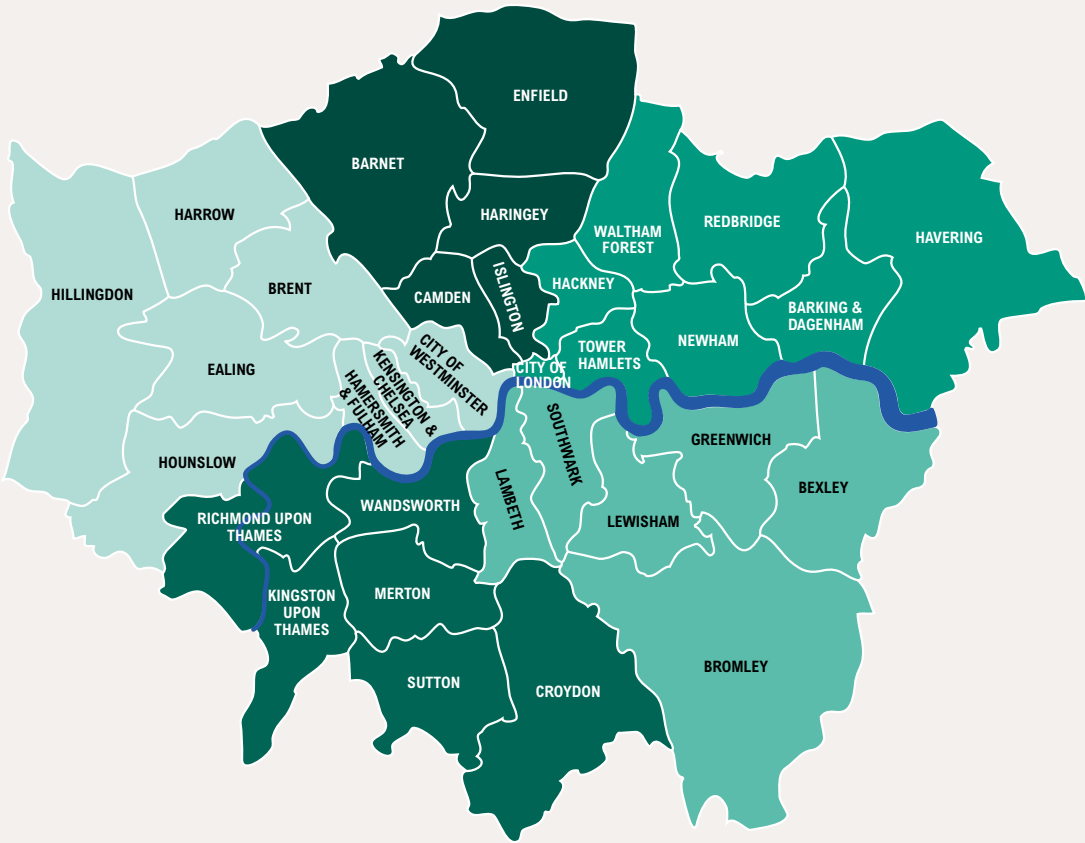 ENFIELD
BARNET
HARROW
HARINGEY
WALTHAM
FOREST
REDBRIDGE
HAVERING
HILLINGDON
BRENT
CAMDEN
ISLINGTON
HACKNEY
BARKING &
DAGENHAM
EALING
CITY OF
WESTMINSTER
KENSINGTON &
CHELSEA
HAMERSMITH
& FULHAM
CITY OF
LONDON
TOWER
HAMLETS
NEWHAM
HOUNSLOW
SOUTHWARK
GREENWICH
BEXLEY
RICHMOND UPON
THAMES
WANDSWORTH
LAMBETH
LEWISHAM
KINGSTON
UPON
THAMES
MERTON
SUTTON
CROYDON
BROMLEY